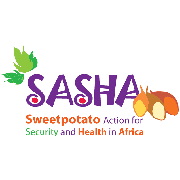 SASHA
Sweetpotato Action for
Security and Health in Africa